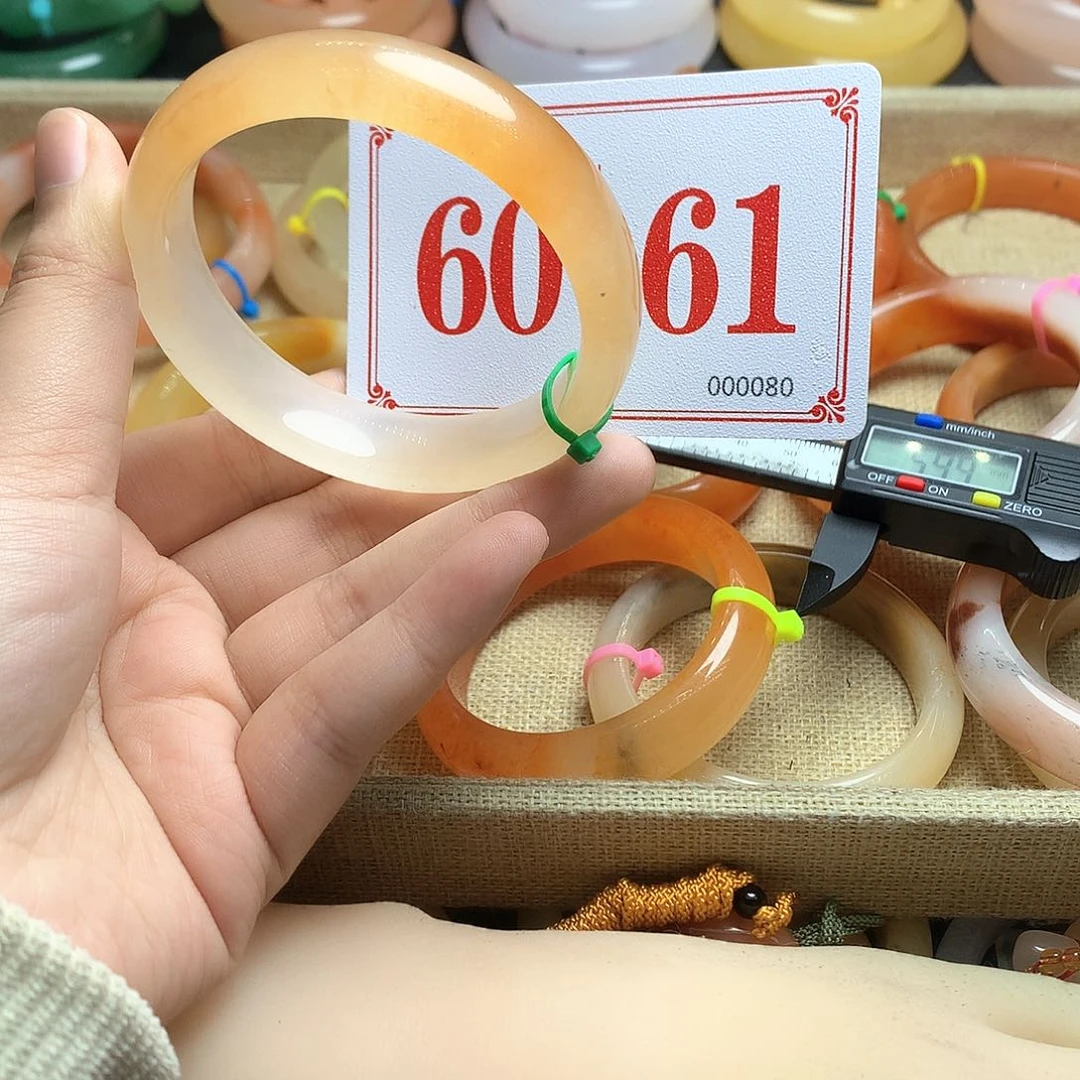 60 61
000080
mm/inch
OFF ON
ZERO